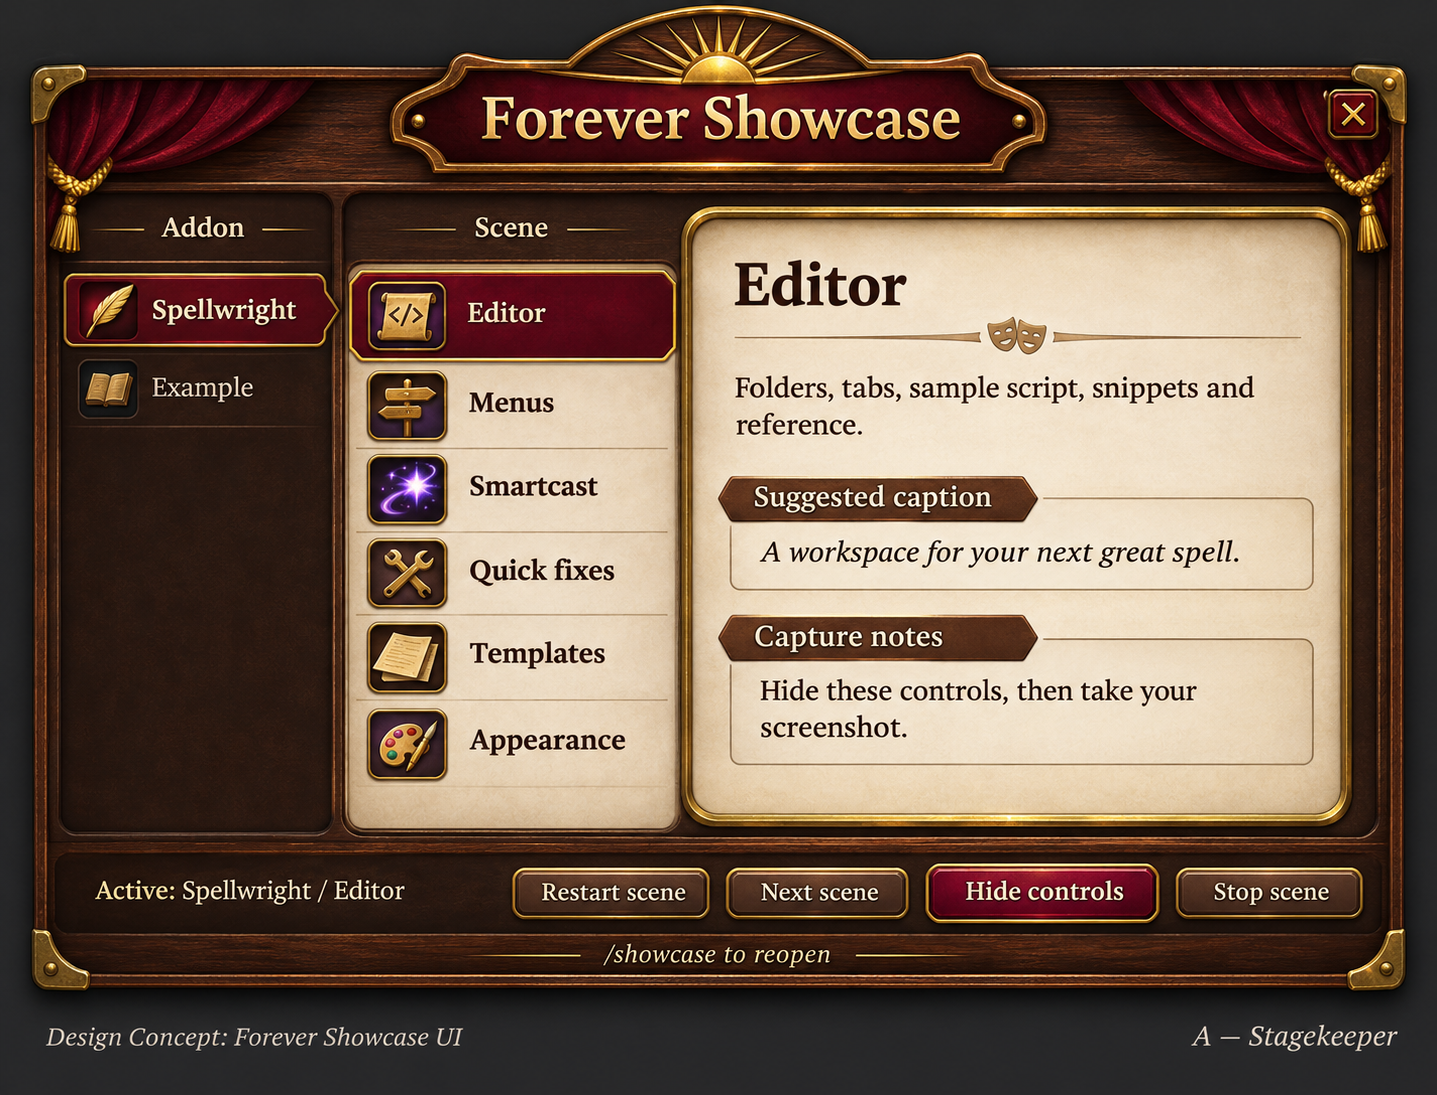 Forever Showcase
Addon
Spellwright
Example
Scene
</>
Editor
Menus
Smartcast
Quick fixes
Templates
Appearance
Editor
Folders, tabs, sample script, snippets and
reference.
Suggested caption
A workspace for your next great spell.
Capture notes
Hide these controls, then take your
screenshot.
Active: Spellwright / Editor
Restart scene
Next scene
Hide controls
Stop scene
/showcase to reopen
Design Concept: Forever Showcase UI
A — Stagekeeper